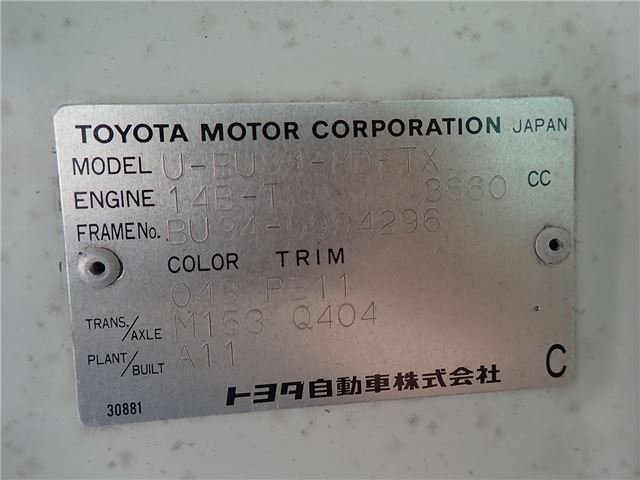 TOYOTA MOTOR CORPORATION JAPAN
MODEL U-BU94-MDFTX
ENGINE 14B-T 3660 CC
FRAME No. BU94-0004296
COLOR TRIM
04B PB11
TRANS./AXLE M153 Q404
PLANT/BUILT A11
C
トヨタ自動車株式会社
30881